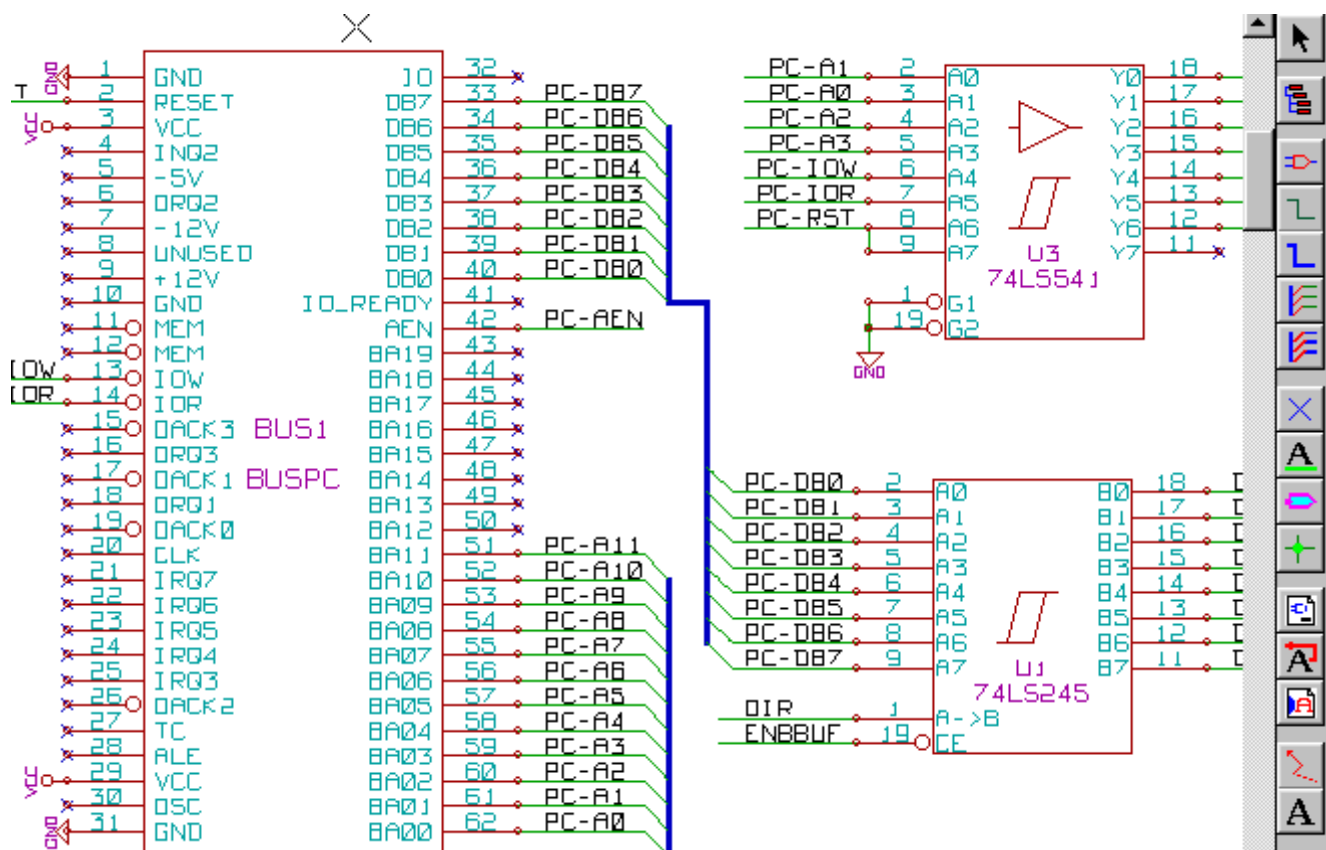 GND 1 GND IO 32
T 2 RESET DB7 33 PC-DB7
VCC 3 VCC DB6 34 PC-DB6
4 INQ2 DB5 35 PC-DB5
5 -5V DB4 36 PC-DB4
6 DRQ2 DB3 37 PC-DB3
7 -12V DB2 38 PC-DB2
8 UNUSED DB1 39 PC-DB1
9 +12V DB0 40 PC-DB0
10 GND IO_READY 41
11 MEM AEN 42 PC-AEN
12 MEM BA19 43
IOW 13 IOW BA18 44
IOR 14 IOR BA17 45
15 DACK3 BUS1 BA16 46
16 DRQ3 BA15 47
17 DACK1 BUSPC BA14 48
18 DRQ1 BA13 49
19 DACK0 BA12 50
20 CLK BA11 51 PC-A11
21 IRQ7 BA10 52 PC-A10
22 IRQ6 BA09 53 PC-A9
23 IRQ5 BA08 54 PC-A8
24 IRQ4 BA07 55 PC-A7
25 IRQ3 BA06 56 PC-A6
26 DACK2 BA05 57 PC-A5
27 TC BA04 58 PC-A4
28 ALE BA03 59 PC-A3
VCC 29 VCC BA02 60 PC-A2
30 OSC BA01 61 PC-A1
GND 31 GND BA00 62 PC-A0
PC-A1 2 A0 Y0 18
PC-A0 3 A1 Y1 17
PC-A2 4 A2 Y2 16
PC-A3 5 A3 Y3 15
PC-IOW 6 A4 Y4 14
PC-IOR 7 A5 Y5 13
PC-RST 8 A6 Y6 12
9 A7 Y7 11
U3
74LS541
1 G1
19 G2
GND
PC-DB0 2 A0 B0 18 D
PC-DB1 3 A1 B1 17 D
PC-DB2 4 A2 B2 16 D
PC-DB3 5 A3 B3 15 D
PC-DB4 6 A4 B4 14 D
PC-DB5 7 A5 B5 13 D
PC-DB6 8 A6 B6 12 D
PC-DB7 9 A7 B7 11 D
U1
74LS245
DIR 1 A->B
ENBBUF 19 CE
A
A
A
A